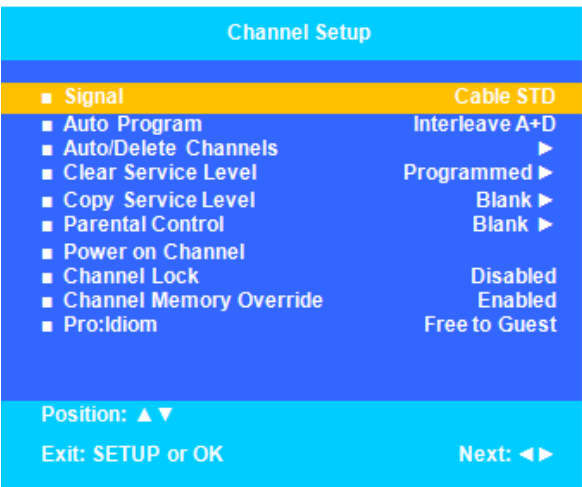 Channel Setup
■ Signal Cable STD
■ Auto Program Interleave A+D
■ Auto/Delete Channels ►
■ Clear Service Level Programmed ►
■ Copy Service Level Blank ►
■ Parental Control Blank ►
■ Power on Channel
■ Channel Lock Disabled
■ Channel Memory Override Enabled
■ Pro:Idiom Free to Guest
Position: ▲▼
Exit: SETUP or OK Next: ◄►